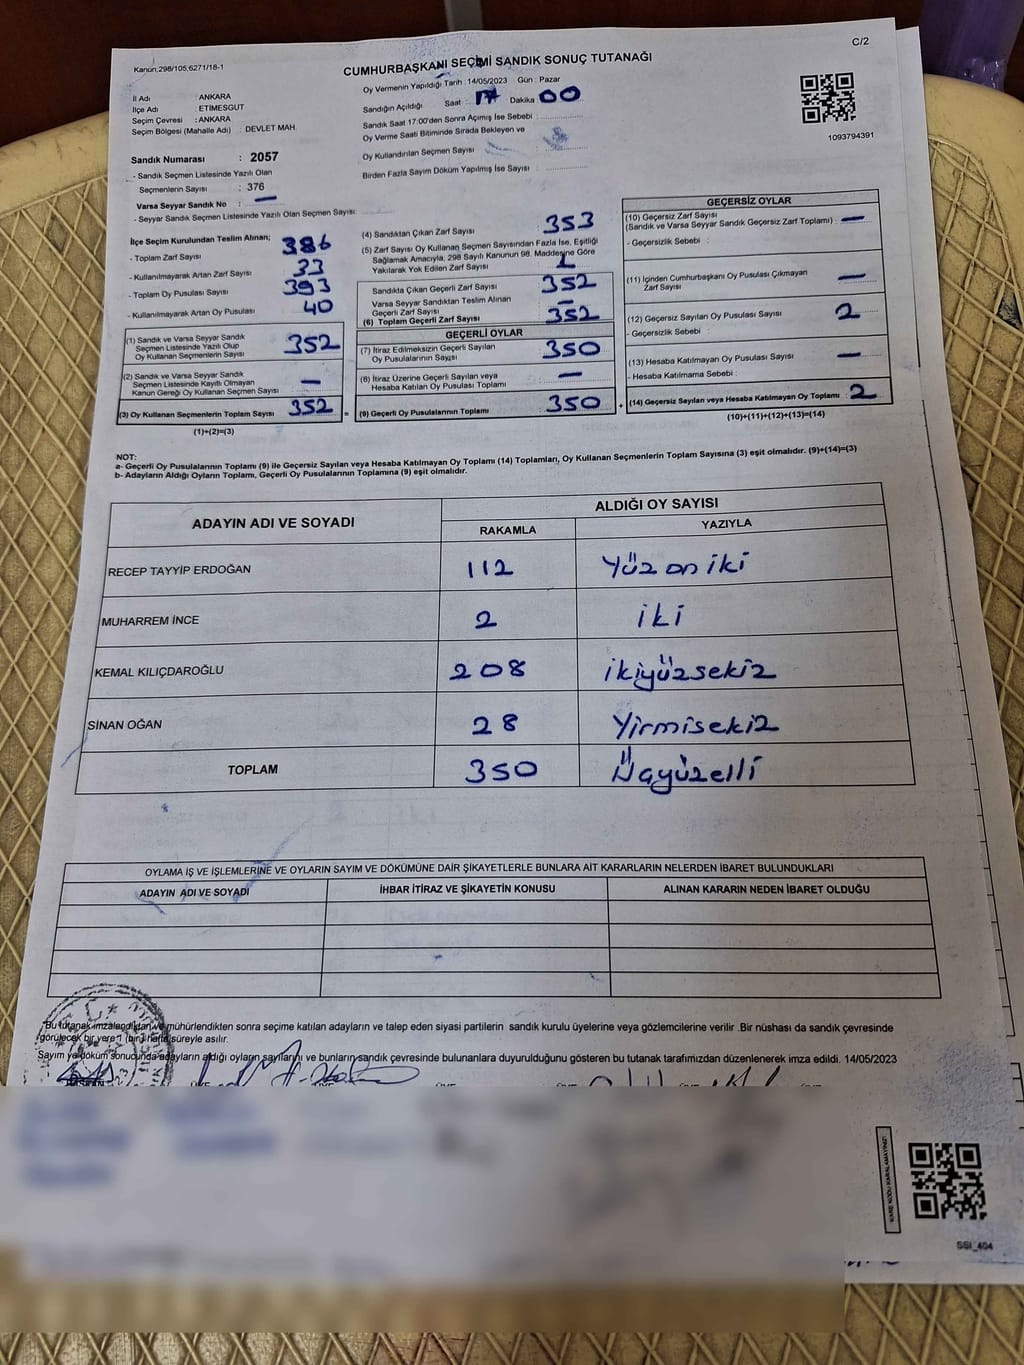 C/2
Kanun:298/105,6271/18-1
CUMHURBAŞKANI SEÇİMİ SANDIK SONUÇ TUTANAĞI
İl Adı : ANKARA
İlçe Adı : ETİMESGUT
Seçim Çevresi : ANKARA
Seçim Bölgesi (Mahalle Adı) : DEVLET MAH
Oy Vermenin Yapıldığı Tarih : 14/05/2023 Gün : Pazar
Sandığın Açıldığı Saat : 17 Dakika : 00
Sandık Saat 17:00'den Sonra Açımış İse Sebebi :
Oy Verme Saati Bitiminde Sırada Bekleyen ve
Oy Kullandırılan Seçmen Sayısı :
Birden Fazla Sayım Döküm Yapılmış İse Sayısı :
1093794391
Sandık Numarası : 2057
- Sandık Seçmen Listesinde Yazılı Olan
Seçmenlerin Sayısı : 376
Varsa Seyyar Sandık No : —
- Seyyar Sandık Seçmen Listesinde Yazılı Olan Seçmen Sayısı:
İlçe Seçim Kurulundan Teslim Alınan;
- Toplam Zarf Sayısı : 386
- Kullanılmayarak Artan Zarf Sayısı : 33
- Toplam Oy Pusulası Sayısı : 393
- Kullanılmayarak Artan Oy Pusulası : 40
(1) Sandık ve Varsa Seyyar Sandık
Seçmen Listesinde Yazılı Olup
Oy Kullanan Seçmenlerin Sayısı : 352
(2) Sandık ve Varsa Seyyar Sandık
Seçmen Listesinde Kayıtlı Olmayan
Kanun Gereği Oy Kullanan Seçmen Sayısı : —
(3) Oy Kullanan Seçmenlerin Toplam Sayısı : 352 =
(1)+(2)=(3)
(4) Sandıktan Çıkan Zarf Sayısı : 353
(5) Zarf Sayısı Oy Kullanan Seçmen Sayısından Fazla İse, Eşitliği
Sağlamak Amacıyla; 298 Sayılı Kanunun 98. Maddesine Göre
Yakılarak Yok Edilen Zarf Sayısı : 1
Sandıkta Çıkan Geçerli Zarf Sayısı : 352
Varsa Seyyar Sandıktan Teslim Alınan
Geçerli Zarf Sayısı : —
(6) Toplam Geçerli Zarf Sayısı : 352
GEÇERLİ OYLAR
(7) İtiraz Edilmeksizin Geçerli Sayılan
Oy Pusulalarının Sayısı : 350
(8) İtiraz Üzerine Geçerli Sayılan veya
Hesaba Katılan Oy Pusulası Toplamı : —
(9) Geçerli Oy Pusulalarının Toplamı : 350 +
GEÇERSİZ OYLAR
(10) Geçersiz Zarf Sayısı
(Sandık ve Varsa Seyyar Sandık Geçersiz Zarf Toplamı) : —
- Geçersizlik Sebebi :
(11) İçinden Cumhurbaşkanı Oy Pusulası Çıkmayan
Zarf Sayısı : —
(12) Geçersiz Sayılan Oy Pusulası Sayısı : 2
- Geçersizlik Sebebi :
(13) Hesaba Katılmayan Oy Pusulası Sayısı : —
- Hesaba Katılmama Sebebi :
(14) Geçersiz Sayılan veya Hesaba Katılmayan Oy Toplamı : 2
(10)+(11)+(12)+(13)=(14)
NOT:
a- Geçerli Oy Pusulalarının Toplamı (9) ile Geçersiz Sayılan veya Hesaba Katılmayan Oy Toplamı (14) Toplamları, Oy Kullanan Seçmenlerin Toplam Sayısına (3) eşit olmalıdır. (9)+(14)=(3)
b- Adayların Aldığı Oyların Toplamı, Geçerli Oy Pusulalarının Toplamına (9) eşit olmalıdır.
ADAYIN ADI VE SOYADI ALDIĞI OY SAYISI
RAKAMLA YAZIYLA
RECEP TAYYİP ERDOĞAN 112 Yüz on iki
MUHARREM İNCE 2 iki
KEMAL KILIÇDAROĞLU 208 ikiyüzsekiz
SİNAN OĞAN 28 Yirmisekiz
TOPLAM 350 Üçyüzelli
OYLAMA İŞ VE İŞLEMLERİNE VE OYLARIN SAYIM VE DÖKÜMÜNE DAİR ŞİKAYETLERLE BUNLARA AİT KARARLARIN NELERDEN İBARET BULUNDUKLARI
ADAYIN ADI VE SOYADI İHBAR İTİRAZ VE ŞİKAYETİN KONUSU ALINAN KARARIN NEDEN İBARET OLDUĞU
Bu tutanak imzalandıktan ve mühürlendikten sonra seçime katılan adayların ve talep eden siyasi partilerin sandık kurulu üyelerine veya gözlemcilerine verilir .Bir nüshası da sandık çevresinde
görülecek bir yere 1 (bir) hafta süreyle asılır.
Sayım ve döküm sonucunda adayların aldığı oyların sayılarını ve bunların sandık çevresinde bulunanlara duyurulduğunu gösteren bu tutanak tarafımızdan düzenlenerek imza edildi. 14/05/2023
KARE KODU KARALAMAYINIZ!
SSI_404